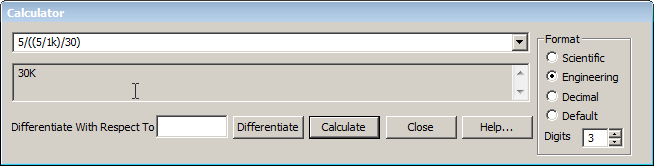 Calculator
5/((5/1k)/30)
30K
Differentiate With Respect To Differentiate Calculate Close Help...
Format
Scientific
Engineering
Decimal
Default
Digits 3